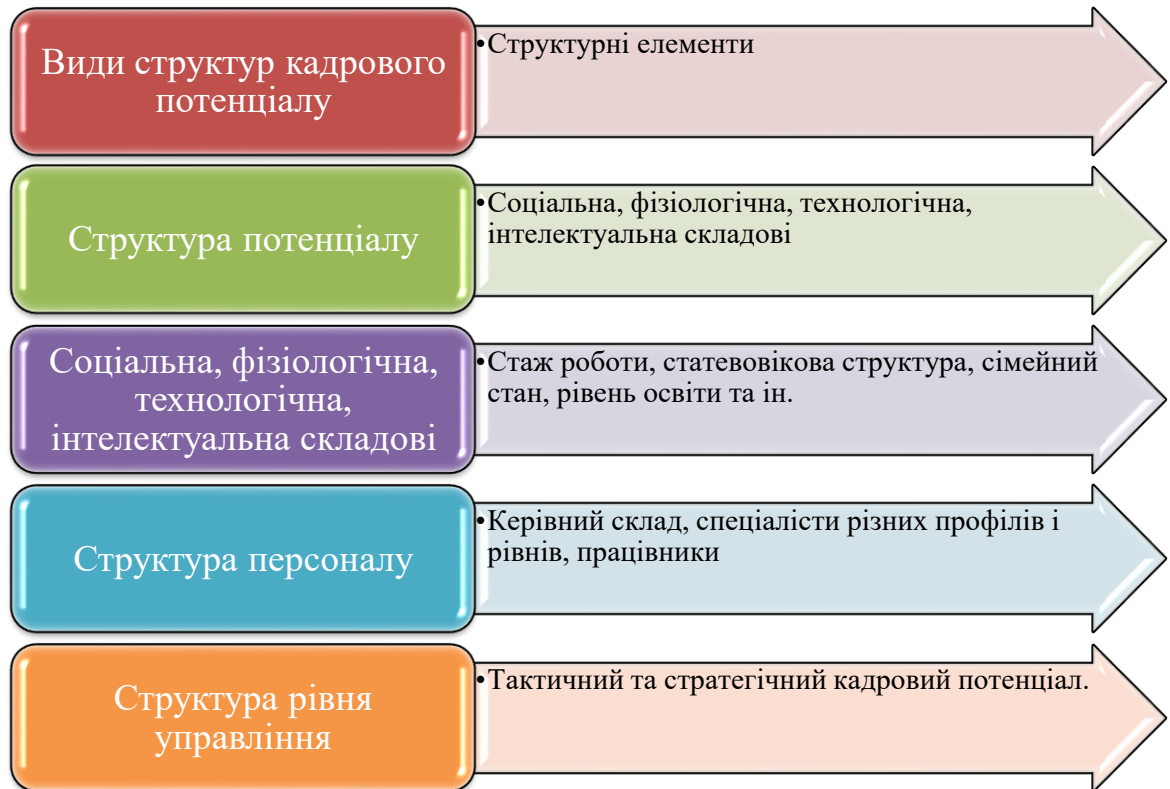 Види структур кадрового
потенціалу
•Структурні елементи
Структура потенціалу
•Соціальна, фізіологічна, технологічна,
інтелектуальна складові
Соціальна, фізіологічна,
технологічна,
інтелектуальна складові
•Стаж роботи, статевовікова структура, сімейний
стан, рівень освіти та ін.
Структура персоналу
•Керівний склад, спеціалісти різних профілів і
рівнів, працівники
Структура рівня
управління
•Тактичний та стратегічний кадровий потенціал.